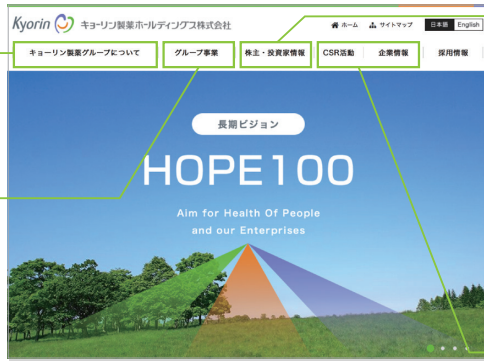 Kyorin キョーリン製薬ホールディングス株式会社
ホーム サイトマップ 日本語 English
キョーリン製薬グループについて グループ事業 株主・投資家情報 CSR活動 企業情報 採用情報
長期ビジョン
HOPE100
Aim for Health Of People
and our Enterprises